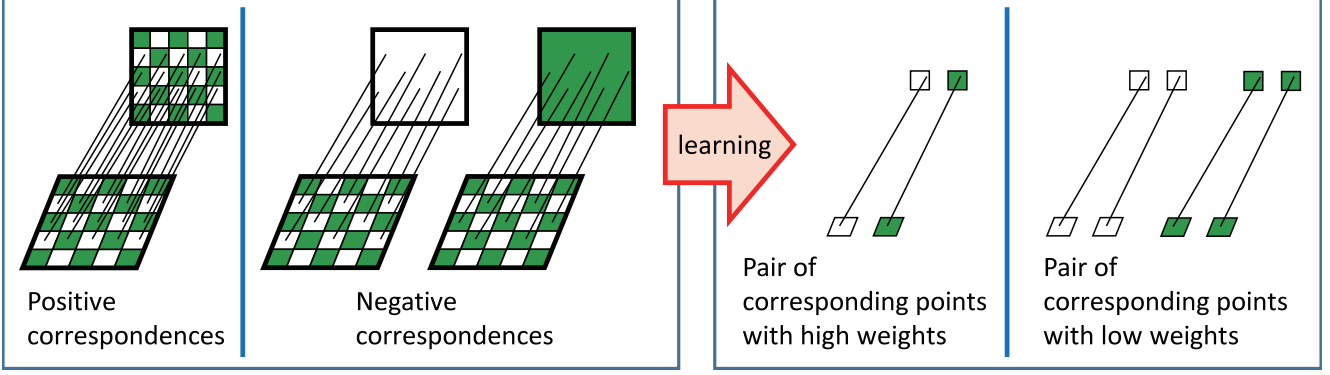 Positive
correspondences
Negative
correspondences
learning
Pair of
corresponding points
with high weights
Pair of
corresponding points
with low weights